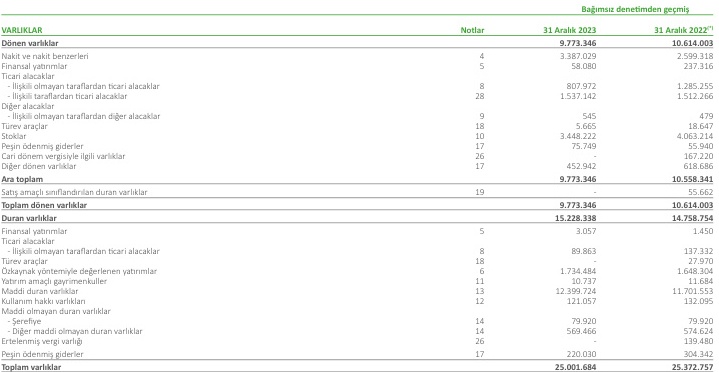 Bağımsız denetimden geçmiş
VARLIKLAR Notlar 31 Aralık 2023 31 Aralık 2022(*)
Dönen varlıklar 9.773.346 10.614.003
Nakit ve nakit benzerleri 4 3.387.029 2.599.318
Finansal yatırımlar 5 58.080 237.316
Ticari alacaklar
- İlişkili olmayan taraflardan ticari alacaklar 8 807.972 1.285.255
- İlişkili taraflardan ticari alacaklar 28 1.537.142 1.512.266
Diğer alacaklar
- İlişkili olmayan taraflardan diğer alacaklar 9 545 479
Türev araçlar 18 5.665 18.647
Stoklar 10 3.448.222 4.063.214
Peşin ödenmiş giderler 17 75.749 55.940
Cari dönem vergisiyle ilgili varlıklar 26 - 167.220
Diğer dönen varlıklar 17 452.942 618.686
Ara toplam 9.773.346 10.558.341
Satış amaçlı sınıflandırılan duran varlıklar 19 - 55.662
Toplam dönen varlıklar 9.773.346 10.614.003
Duran varlıklar 15.228.338 14.758.754
Finansal yatırımlar 5 3.057 1.450
Ticari alacaklar
- İlişkili olmayan taraflardan ticari alacaklar 8 89.863 137.332
Türev araçlar 18 - 27.970
Özkaynak yöntemiyle değerlenen yatırımlar 6 1.734.484 1.648.304
Yatırım amaçlı gayrimenkuller 11 10.737 11.684
Maddi duran varlıklar 13 12.399.724 11.701.553
Kullanım hakkı varlıkları 12 121.057 132.095
Maddi olmayan duran varlıklar
- Şerefiye 14 79.920 79.920
- Diğer maddi olmayan duran varlıklar 14 569.466 574.624
Ertelenmiş vergi varlığı 26 - 139.480
Peşin ödenmiş giderler 17 220.030 304.342
Toplam varlıklar 25.001.684 25.372.757